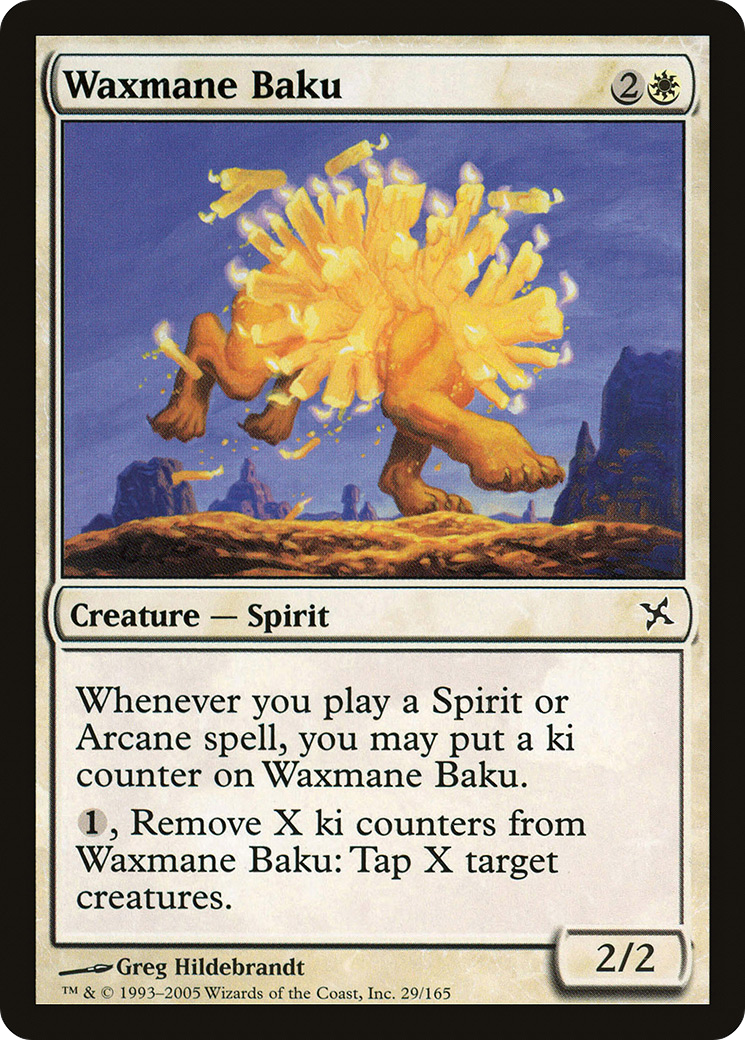 Waxmane Baku 2
Creature — Spirit
Whenever you play a Spirit or
Arcane spell, you may put a ki
counter on Waxmane Baku.
1, Remove X ki counters from
Waxmane Baku: Tap X target
creatures.
2/2
Greg Hildebrandt
™ & © 1993–2005 Wizards of the Coast, Inc. 29/165